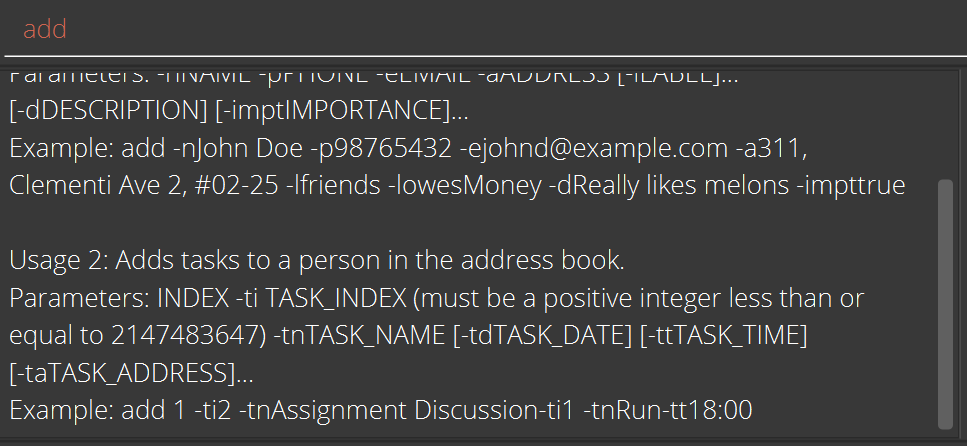 add
Parameters: -nNAME -pPHONE -eEMAIL -aADDRESS [-lLABEL]...
[-dDESCRIPTION] [-imptIMPORTANCE]...
Example: add -nJohn Doe -p98765432 -ejohnd@example.com -a311,
Clementi Ave 2, #02-25 -lfriends -lowesMoney -dReally likes melons -impttrue
Usage 2: Adds tasks to a person in the address book.
Parameters: INDEX -ti TASK_INDEX (must be a positive integer less than or
equal to 2147483647) -tnTASK_NAME [-tdTASK_DATE] [-ttTASK_TIME]
[-taTASK_ADDRESS]...
Example: add 1 -ti2 -tnAssignment Discussion-ti1 -tnRun-tt18:00